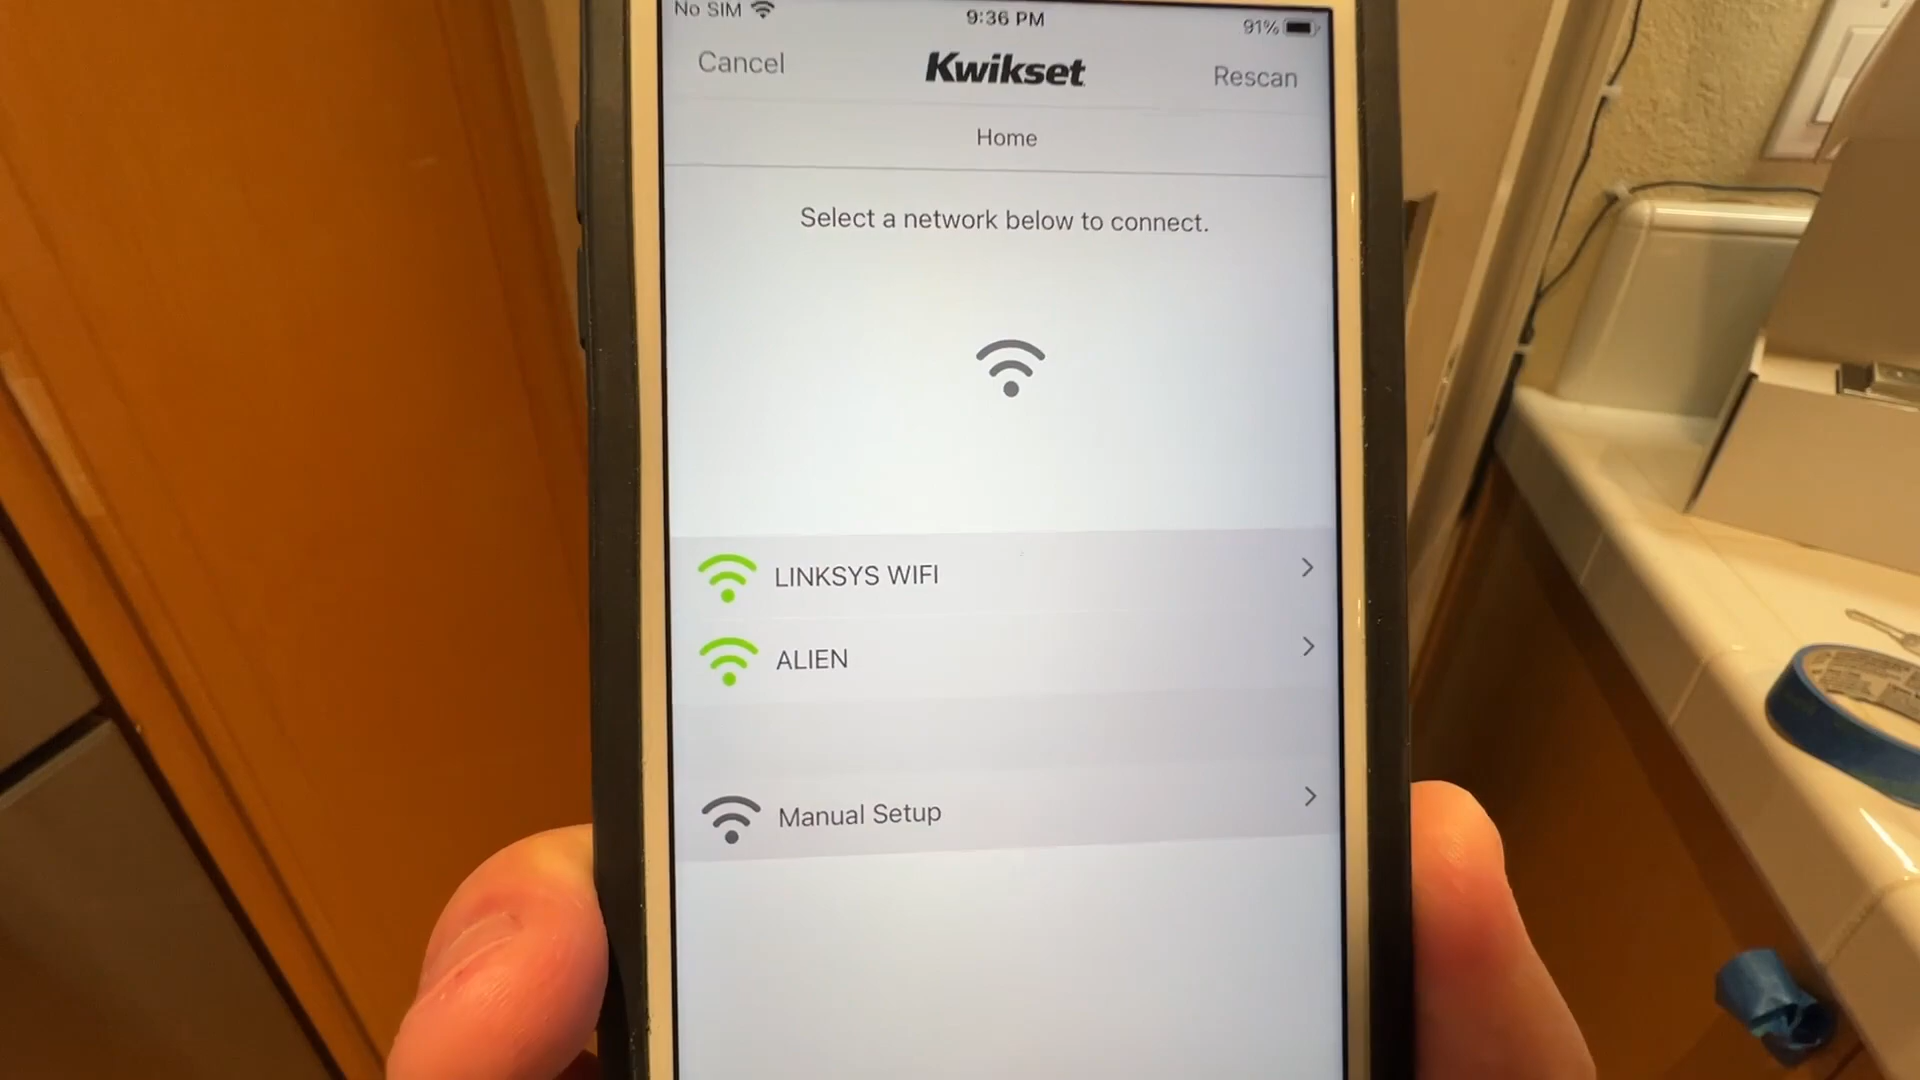 No SIM 9:36 PM 91%
Cancel Kwikset Rescan
Home
Select a network below to connect.
LINKSYS WIFI
ALIEN
Manual Setup